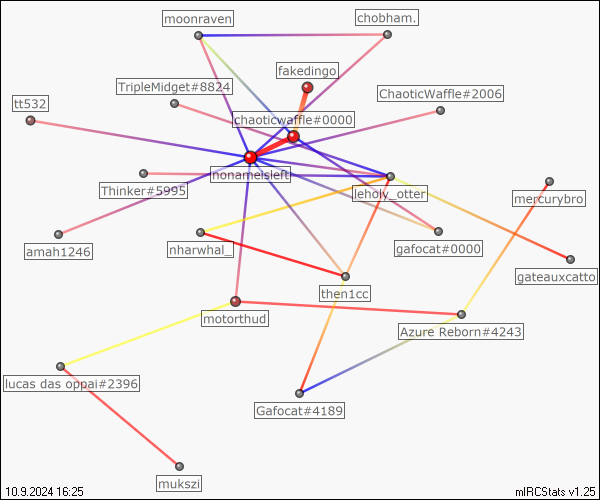 moonraven
chobham.
fakedingo
TripleMidget#8824
ChaoticWaffle#2006
tt532
chaoticwaffle#0000
nonameisleft
Thinker#5995
leholy_otter
mercurybro
amah1246
nharwhal_
gafocat#0000
gateauxcatto
then1cc
motorthud
Azure Reborn#4243
lucas das oppai#2396
Gafocat#4189
mukszi
10.9.2024 16:25
mIRCStats v1.25